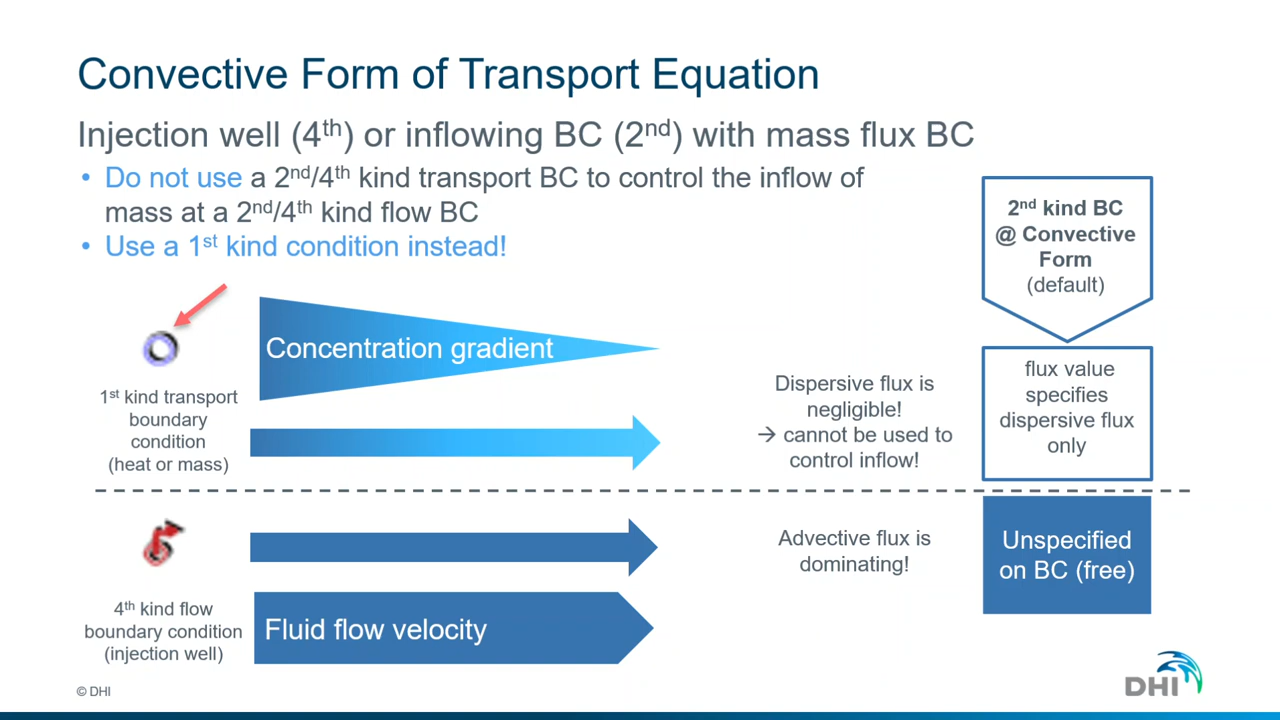 Convective Form of Transport Equation
Injection well (4th) or inflowing BC (2nd) with mass flux BC
• Do not use a 2nd/4th kind transport BC to control the inflow of
mass at a 2nd/4th kind flow BC
• Use a 1st kind condition instead!
2nd kind BC
@ Convective
Form
(default)
Concentration gradient
1st kind transport
boundary
condition
(heat or mass)
Dispersive flux is
negligible!
→ cannot be used to
control inflow!
flux value
specifies
dispersive flux
only
Advective flux is
dominating!
Unspecified
on BC (free)
4th kind flow
boundary condition
(injection well)
Fluid flow velocity
© DHI
DHI